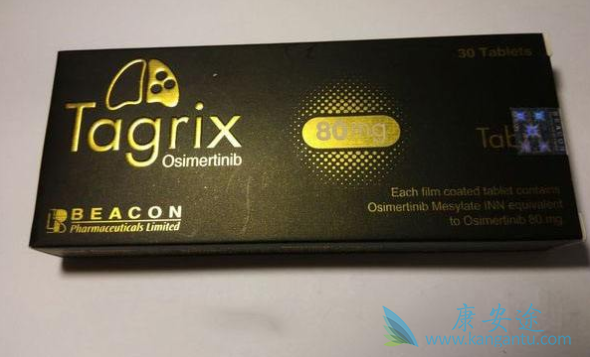 30 Tablets
Tagrix
Osimertinib
80mg
BEACON
Pharmaceuticals Limited
Each film coated tablet contains
Osimertinib Mesylate INN equivalent
to Osimertinib 80 mg
康安途
www.kangantu.com